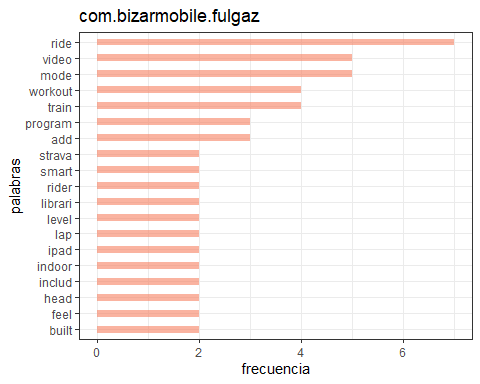 com.bizarmobile.fulgaz
palabras
ride
video
mode
workout
train
program
add
strava
smart
rider
librari
level
lap
ipad
indoor
includ
head
feel
built
0 2 4 6
frecuencia